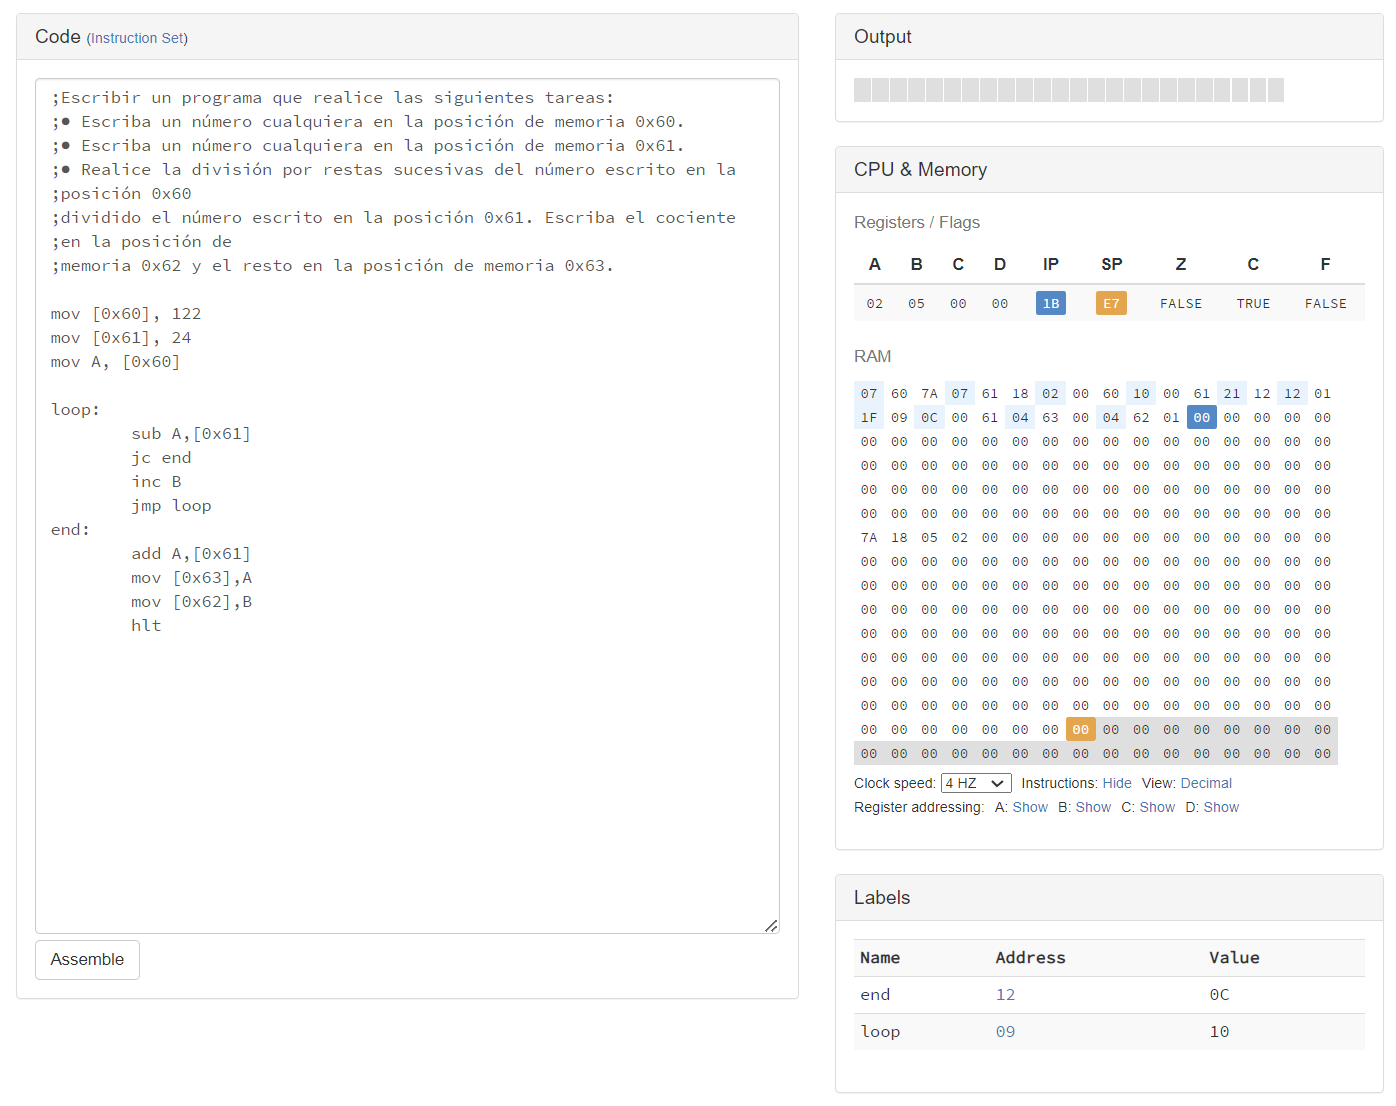 Code (Instruction Set)
;Escribir un programa que realice las siguientes tareas:
;● Escriba un número cualquiera en la posición de memoria 0x60.
;● Escriba un número cualquiera en la posición de memoria 0x61.
;● Realice la división por restas sucesivas del número escrito en la
;posición 0x60
;dividido el número escrito en la posición 0x61. Escriba el cociente
;en la posición de
;memoria 0x62 y el resto en la posición de memoria 0x63.
mov [0x60], 122
mov [0x61], 24
mov A, [0x60]
loop:
sub A,[0x61]
jc end
inc B
jmp loop
end:
add A,[0x61]
mov [0x63],A
mov [0x62],B
hlt
Assemble
Output
CPU & Memory
Registers / Flags
A B C D IP SP Z C F
02 05 00 00 1B E7 FALSE TRUE FALSE
RAM
07 60 7A 07 61 18 02 00 60 10 00 61 21 12 12 01
1F 09 0C 00 61 04 63 00 04 62 01 00 00 00 00 00
00 00 00 00 00 00 00 00 00 00 00 00 00 00 00 00
00 00 00 00 00 00 00 00 00 00 00 00 00 00 00 00
00 00 00 00 00 00 00 00 00 00 00 00 00 00 00 00
00 00 00 00 00 00 00 00 00 00 00 00 00 00 00 00
7A 18 05 02 00 00 00 00 00 00 00 00 00 00 00 00
00 00 00 00 00 00 00 00 00 00 00 00 00 00 00 00
00 00 00 00 00 00 00 00 00 00 00 00 00 00 00 00
00 00 00 00 00 00 00 00 00 00 00 00 00 00 00 00
00 00 00 00 00 00 00 00 00 00 00 00 00 00 00 00
00 00 00 00 00 00 00 00 00 00 00 00 00 00 00 00
00 00 00 00 00 00 00 00 00 00 00 00 00 00 00 00
00 00 00 00 00 00 00 00 00 00 00 00 00 00 00 00
00 00 00 00 00 00 00 00 00 00 00 00 00 00 00 00
00 00 00 00 00 00 00 00 00 00 00 00 00 00 00 00
Clock speed: 4 HZ Instructions: Hide View: Decimal
Register addressing: A: Show B: Show C: Show D: Show
Labels
Name Address Value
end 12 0C
loop 09 10